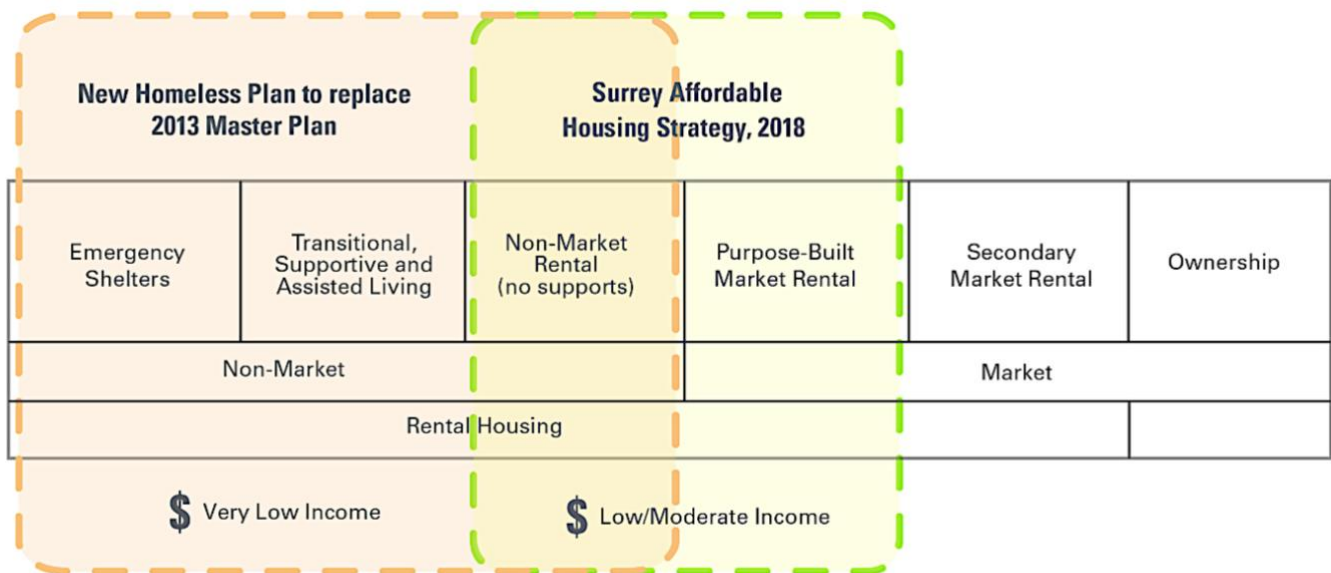 New Homeless Plan to replace
2013 Master Plan
Surrey Affordable
Housing Strategy, 2018
Emergency
Shelters
Transitional,
Supportive and
Assisted Living
Non-Market
Rental
(no supports)
Purpose-Built
Market Rental
Secondary
Market Rental
Ownership
Non-Market
Market
Rental Housing
$ Very Low Income
$ Low/Moderate Income